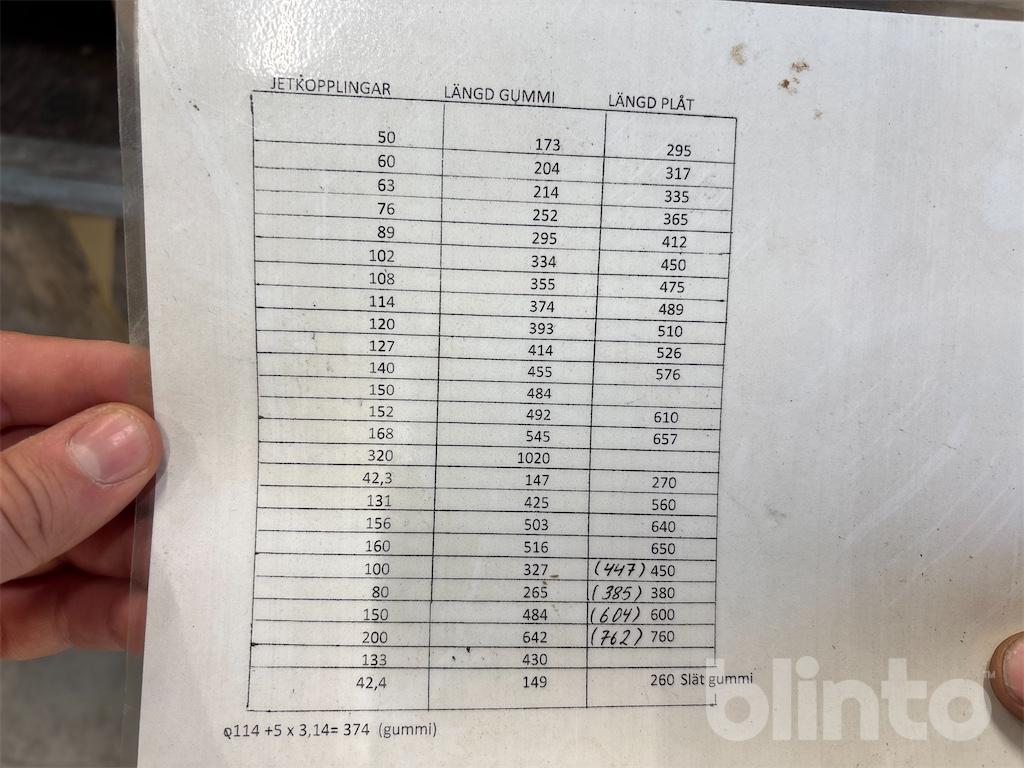 JETKOPPLINGAR LÄNGD GUMMI LÄNGD PLÅT
50 173 295
60 204 317
63 214 335
76 252 365
89 295 412
102 334 450
108 355 475
114 374 489
120 393 510
127 414 526
140 455 576
150 484
152 492 610
168 545 657
320 1020
42,3 147 270
131 425 560
156 503 640
160 516 650
100 327 (447) 450
80 265 (385) 380
150 484 (604) 600
200 642 (762) 760
133 430
42,4 149 260 Slät gummi
φ114 +5 x 3,14= 374 (gummi)
blinto™